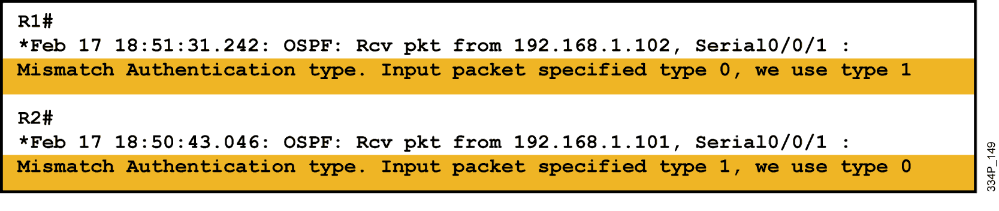 R1#
*Feb 17 18:51:31.242: OSPF: Rcv pkt from 192.168.1.102, Serial0/0/1 :
Mismatch Authentication type. Input packet specified type 0, we use type 1
R2#
*Feb 17 18:50:43.046: OSPF: Rcv pkt from 192.168.1.101, Serial0/0/1 :
Mismatch Authentication type. Input packet specified type 1, we use type 0
334P_149